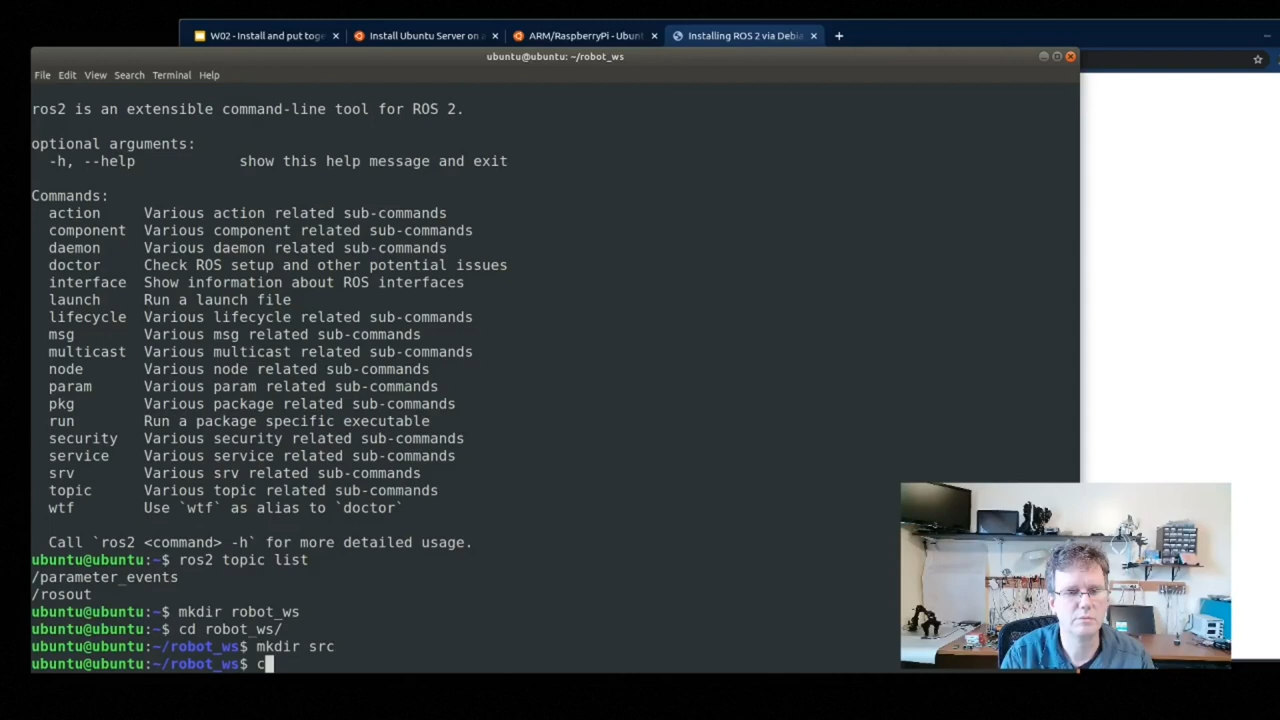 W02 - Install and put toge
Install Ubuntu Server on a
ARM/RaspberryPi - Ubun
Installing ROS 2 via Debia
ubuntu@ubuntu: ~/robot_ws
File Edit View Search Terminal Help
ros2 is an extensible command-line tool for ROS 2.
optional arguments:
-h, --help show this help message and exit
Commands:
action Various action related sub-commands
component Various component related sub-commands
daemon Various daemon related sub-commands
doctor Check ROS setup and other potential issues
interface Show information about ROS interfaces
launch Run a launch file
lifecycle Various lifecycle related sub-commands
msg Various msg related sub-commands
multicast Various multicast related sub-commands
node Various node related sub-commands
param Various param related sub-commands
pkg Various package related sub-commands
run Run a package specific executable
security Various security related sub-commands
service Various service related sub-commands
srv Various srv related sub-commands
topic Various topic related sub-commands
wtf Use `wtf` as alias to `doctor`
Call `ros2 <command> -h` for more detailed usage.
ubuntu@ubuntu:~$ ros2 topic list
/parameter_events
/rosout
ubuntu@ubuntu:~$ mkdir robot_ws
ubuntu@ubuntu:~$ cd robot_ws/
ubuntu@ubuntu:~/robot_ws$ mkdir src
ubuntu@ubuntu:~/robot_ws$ c